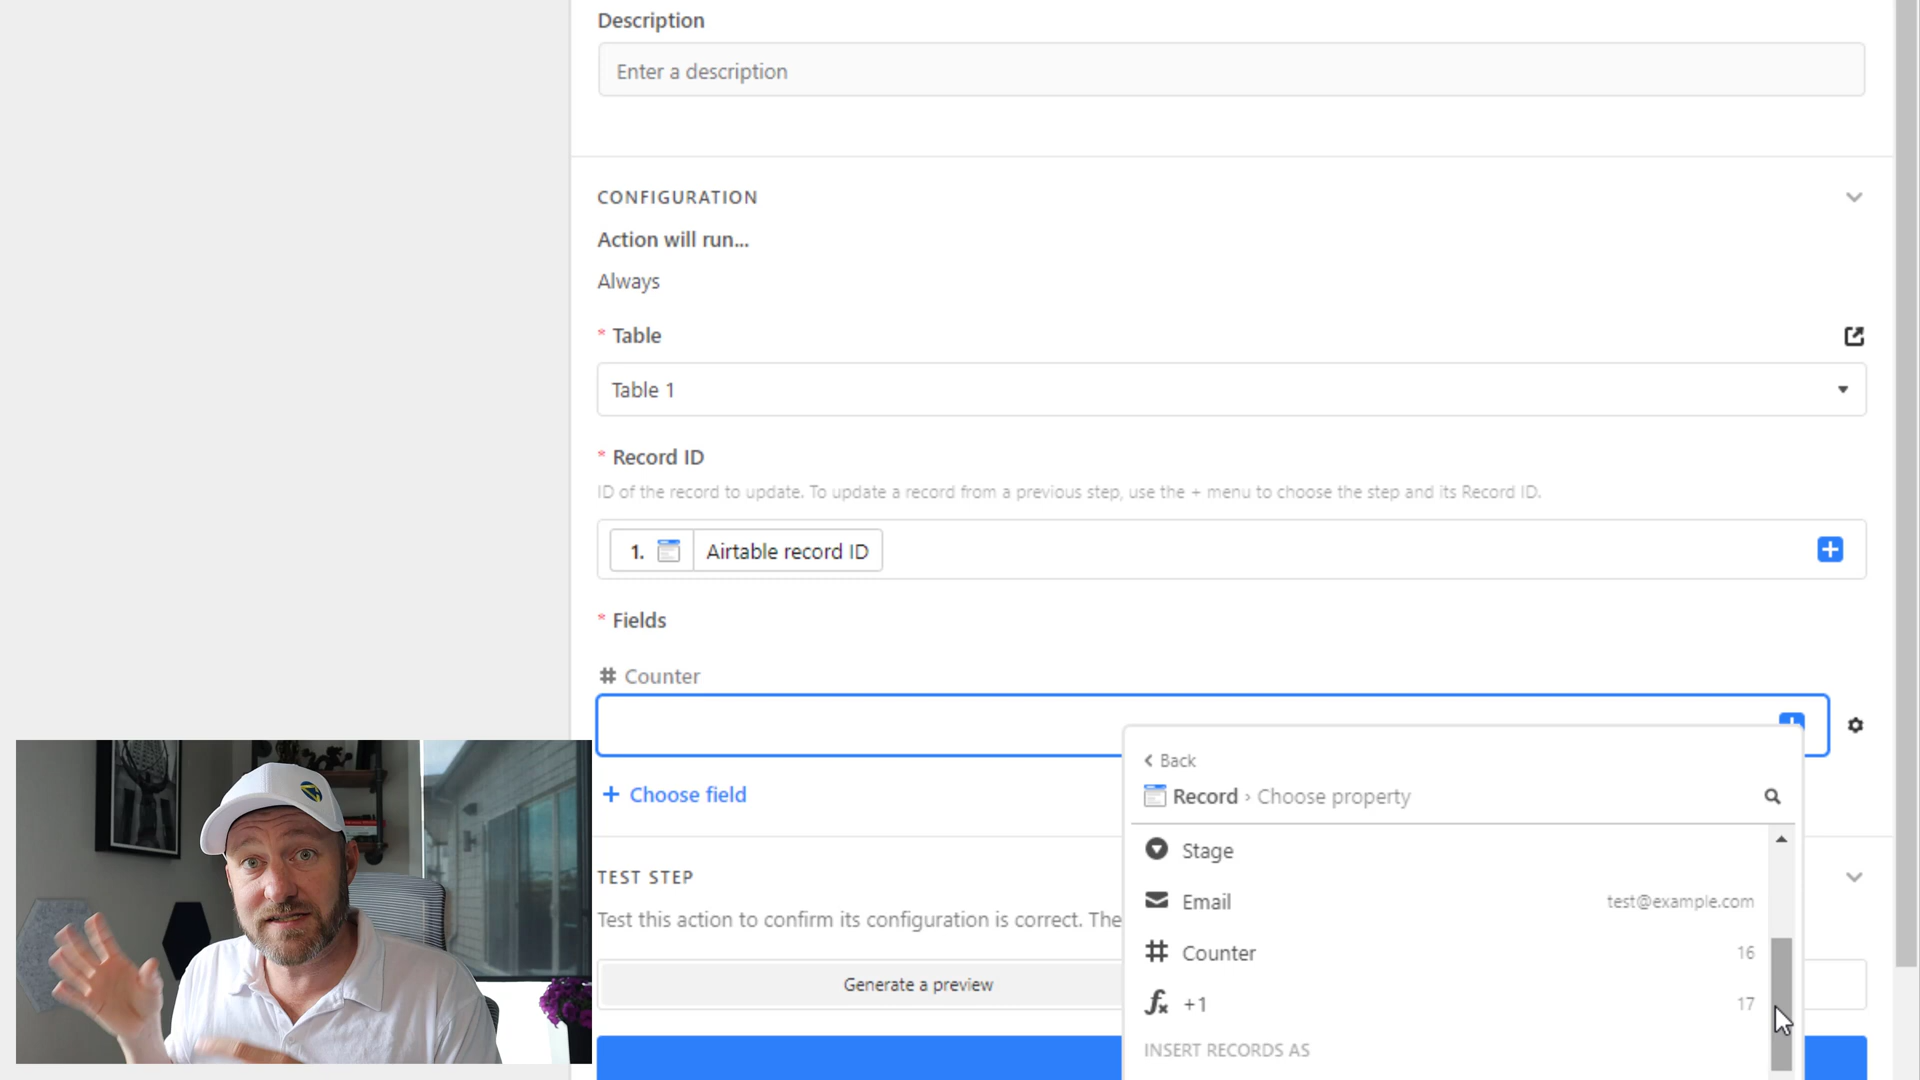 Description
Enter a description
CONFIGURATION
Action will run...
Always
* Table
Table 1
* Record ID
ID of the record to update. To update a record from a previous step, use the + menu to choose the step and its Record ID.
1. Airtable record ID
* Fields
# Counter
< Back
+ Choose field
Record › Choose property
Stage
TEST STEP
Email test@example.com
Test this action to confirm its configuration is correct. The
# Counter 16
Generate a preview
fx +1 17
INSERT RECORDS AS